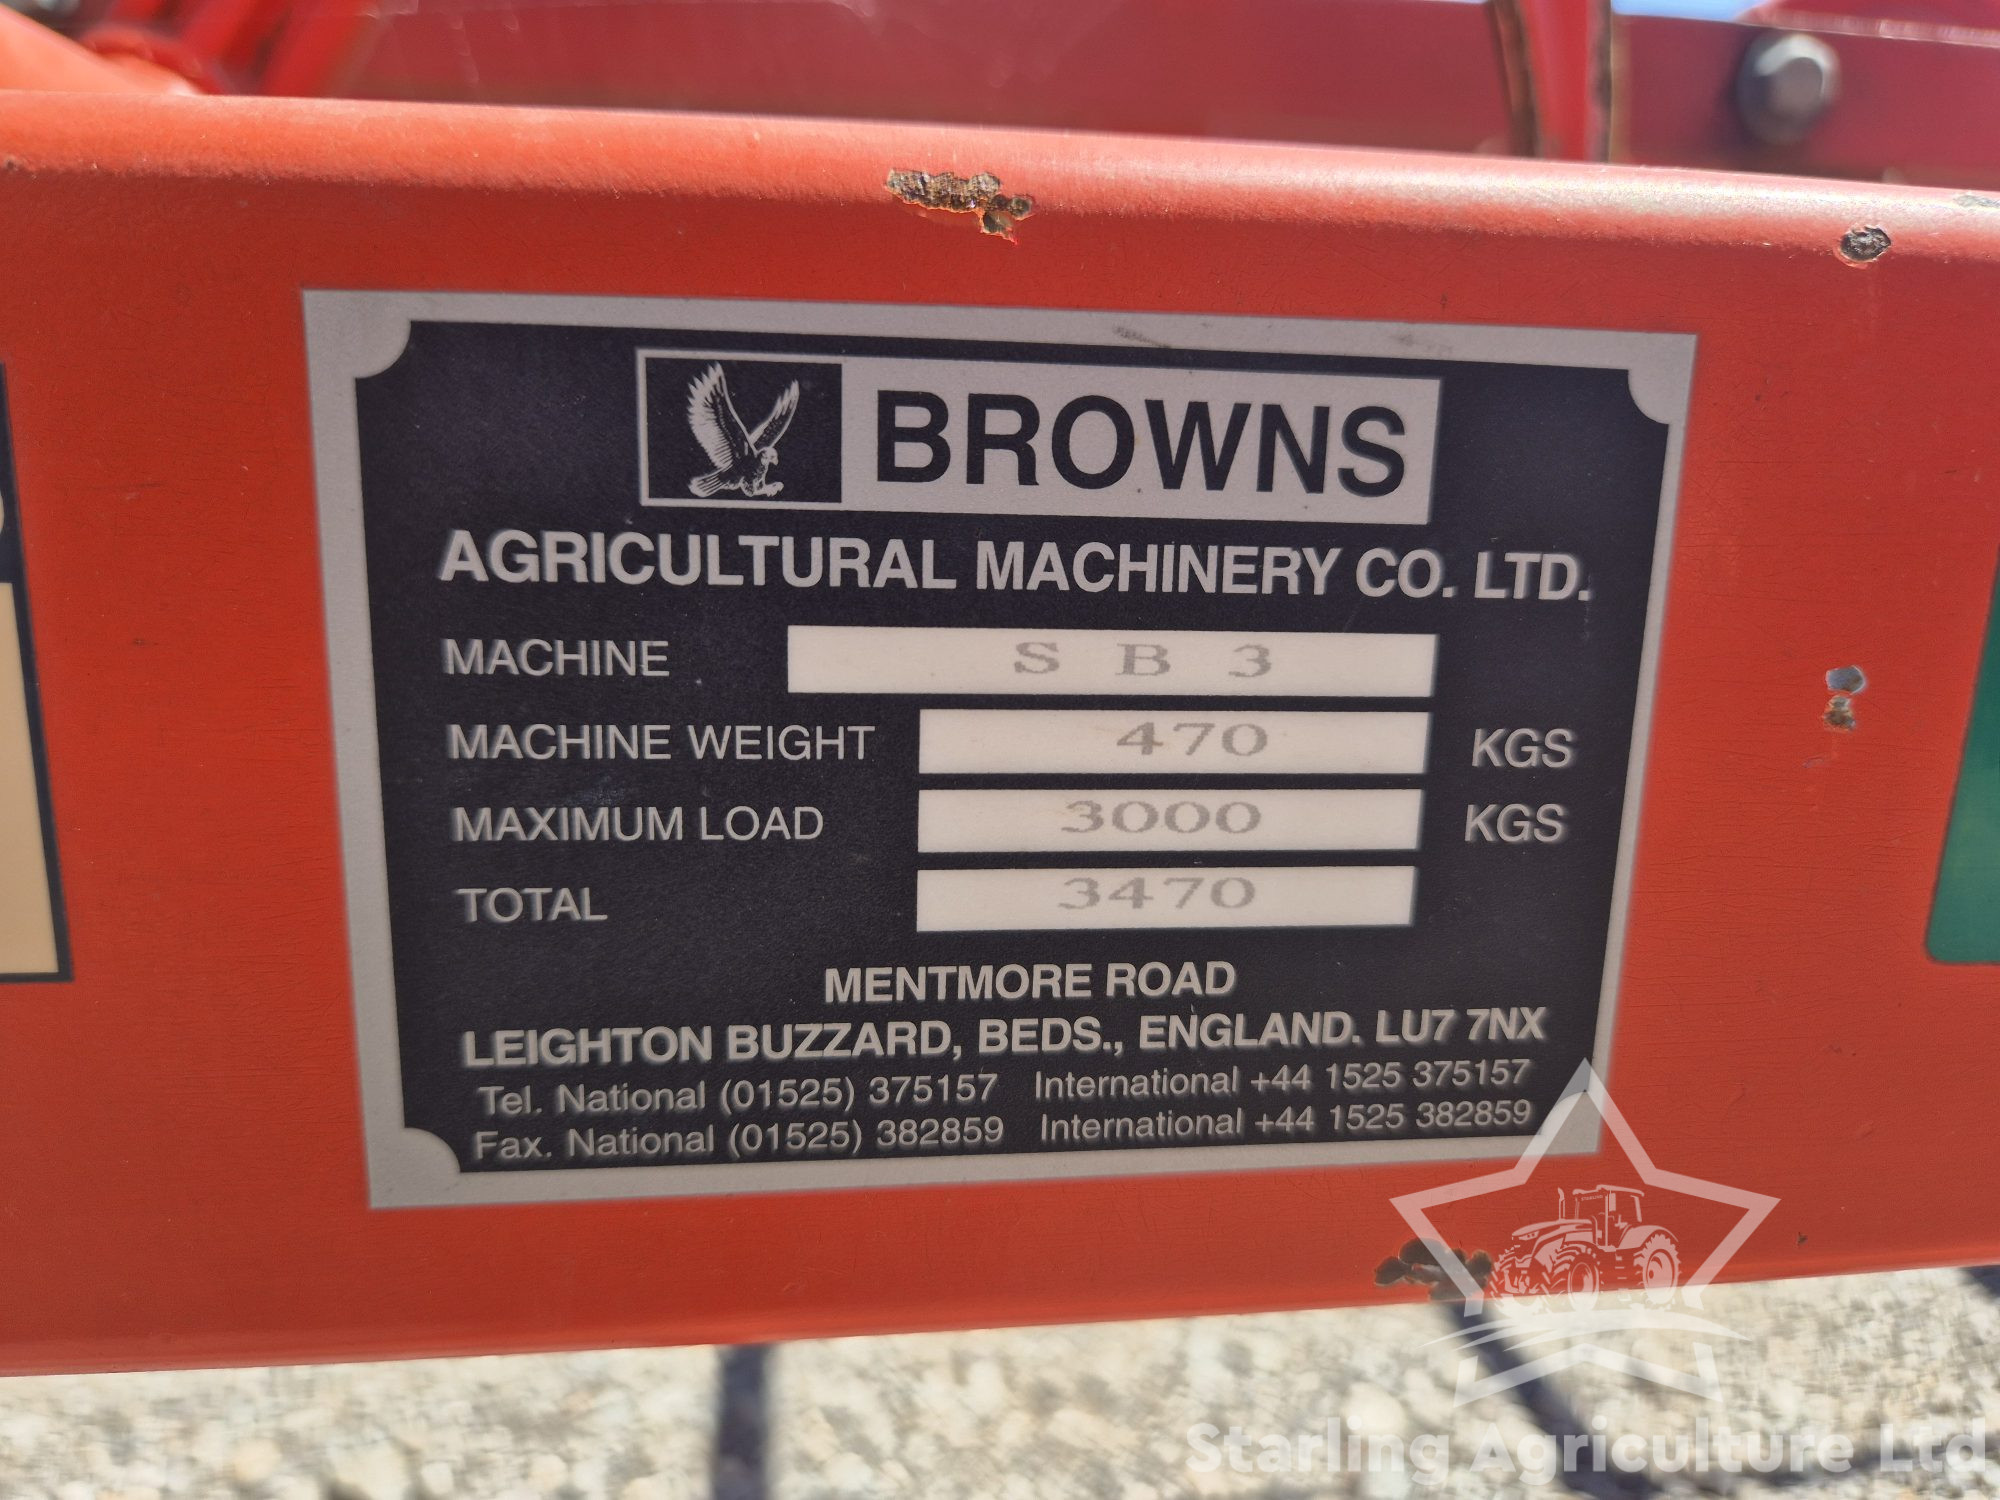 BROWNS
AGRICULTURAL MACHINERY CO. LTD.
MACHINE S B 3
MACHINE WEIGHT 470 KGS
MAXIMUM LOAD 3000 KGS
TOTAL 3470
MENTMORE ROAD
LEIGHTON BUZZARD, BEDS., ENGLAND. LU7 7NX
Tel. National (01525) 375157 International +44 1525 375157
Fax. National (01525) 382859 International +44 1525 382859
Starling Agriculture Ltd